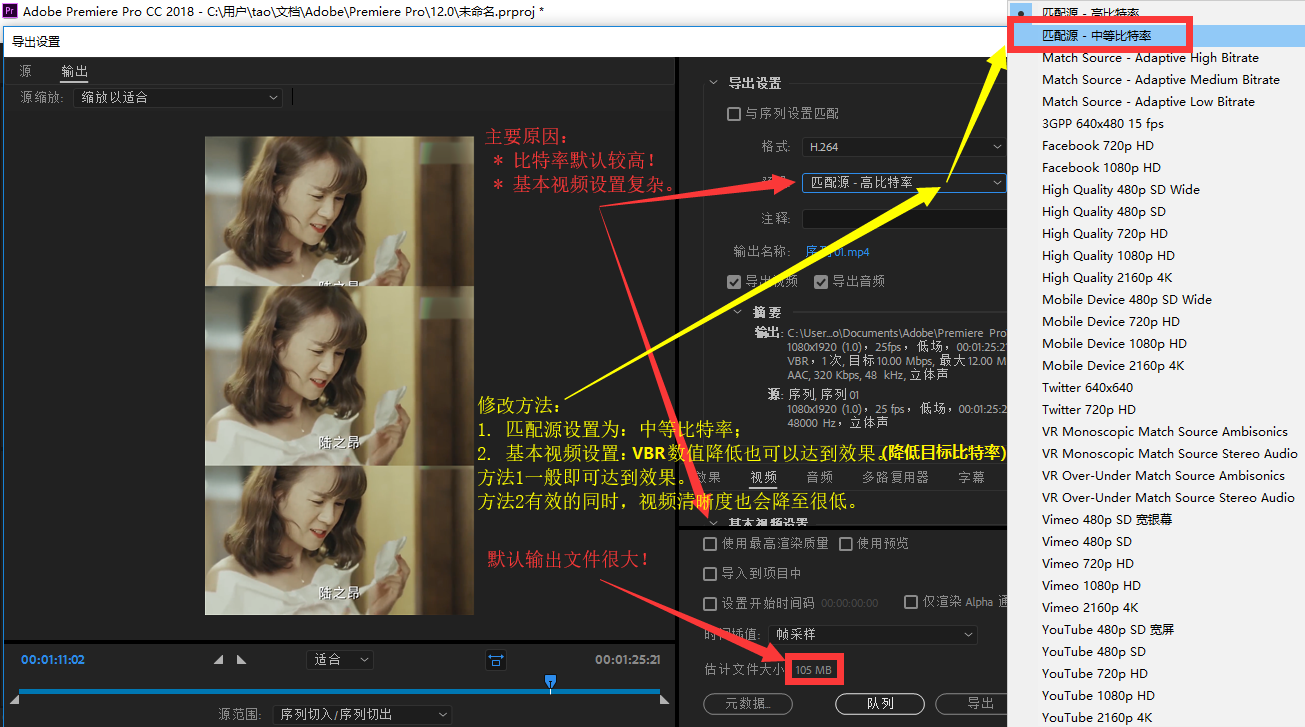 Adobe Premiere Pro CC 2018 - C:\用户\tao\文档\Adobe\Premiere Pro\12.0\未命名.prproj *
导出设置
源
输出
源缩放:
缩放以适合
陆之昂
陆之昂
陆之昂
主要原因:
* 比特率默认较高!
* 基本视频设置复杂。
修改方法:
1. 匹配源设置为: 中等比特率;
2. 基本视频设置: VBR 数值降低也可以达到效果。(降低目标比特率)
方法1一般即可达到效果。
方法2有效的同时, 视频清晰度也会降至很低。
默认输出文件很大!
00:01:11:02
适合
00:01:25:21
源范围:
序列切入/序列切出
导出设置
与序列设置匹配
格式:
H.264
匹配源 - 高比特率
注释:
输出名称:
序列 01.mp4
导出视频
导出音频
摘要
输出:
C:\User...o\Documents\Adobe\Premiere Pro
1080x1920 (1.0), 25fps, 低场, 00:01:25:2
VBR, 1 次, 目标 10.00 Mbps, 最大 12.00 M
AAC, 320 Kbps, 48 kHz, 立体声
源:
序列, 序列 01
1080x1920 (1.0), 25 fps, 低场, 00:01:25:2
48000 Hz, 立体声
效果
视频
音频
多路复用器
字幕
基本视频设置
使用最高渲染质量
使用预览
导入到项目中
设置开始时间码
00:00:00:00
仅渲染 Alpha 通
时间插值:
帧采样
估计文件大小
105 MB
元数据...
队列
导出
匹配源 - 高比特率
匹配源 - 中等比特率
Match Source - Adaptive High Bitrate
Match Source - Adaptive Medium Bitrate
Match Source - Adaptive Low Bitrate
3GPP 640x480 15 fps
Facebook 720p HD
Facebook 1080p HD
High Quality 480p SD Wide
High Quality 480p SD
High Quality 720p HD
High Quality 1080p HD
High Quality 2160p 4K
Mobile Device 480p SD Wide
Mobile Device 720p HD
Mobile Device 1080p HD
Mobile Device 2160p 4K
Twitter 640x640
Twitter 720p HD
VR Monoscopic Match Source Ambisonics
VR Monoscopic Match Source Stereo Audio
VR Over-Under Match Source Ambisonics
VR Over-Under Match Source Stereo Audio
Vimeo 480p SD 宽银幕
Vimeo 480p SD
Vimeo 720p HD
Vimeo 1080p HD
Vimeo 2160p 4K
YouTube 480p SD 宽屏
YouTube 480p SD
YouTube 720p HD
YouTube 1080p HD
YouTube 2160p 4K